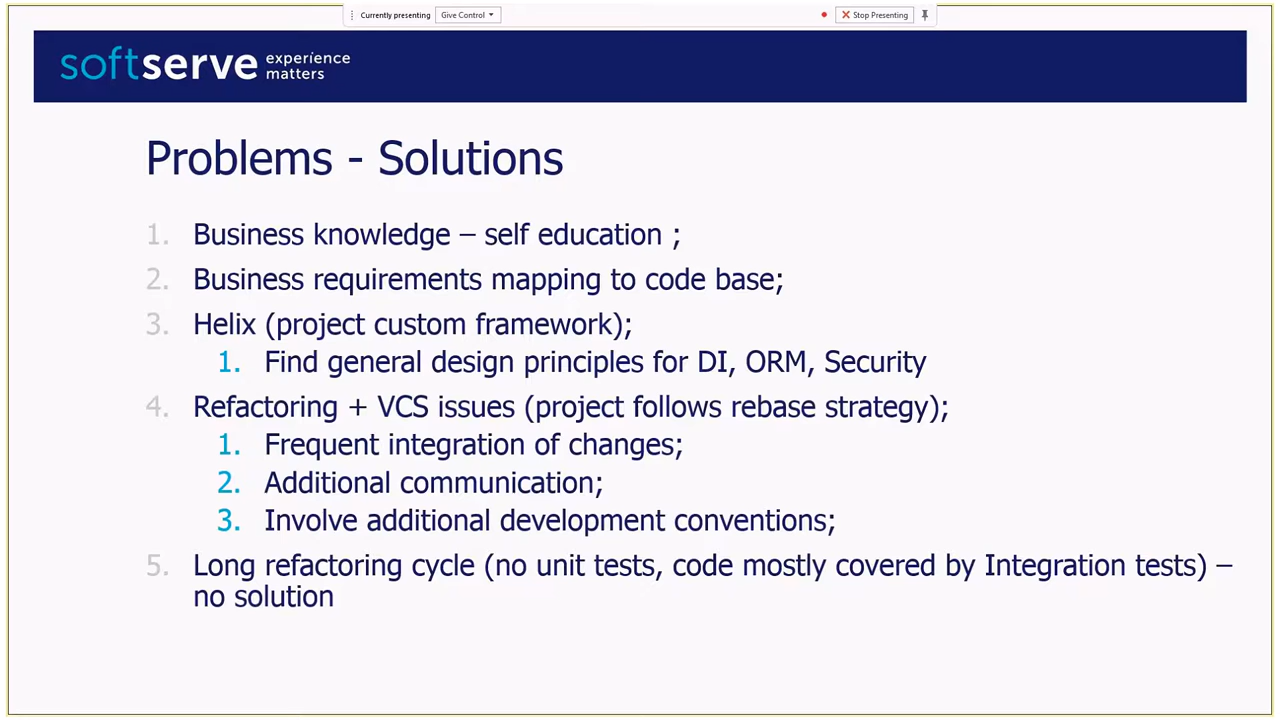 Currently presenting Give Control Stop Presenting
softserve experience
matters
Problems - Solutions
1. Business knowledge – self education ;
2. Business requirements mapping to code base;
3. Helix (project custom framework);
1. Find general design principles for DI, ORM, Security
4. Refactoring + VCS issues (project follows rebase strategy);
1. Frequent integration of changes;
2. Additional communication;
3. Involve additional development conventions;
5. Long refactoring cycle (no unit tests, code mostly covered by Integration tests) –
no solution